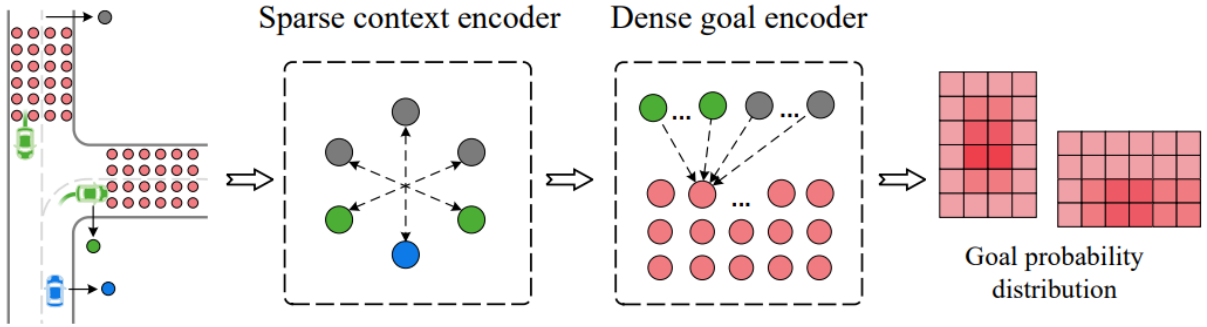 Sparse context encoder
Dense goal encoder
...
...
...
Goal probability
distribution